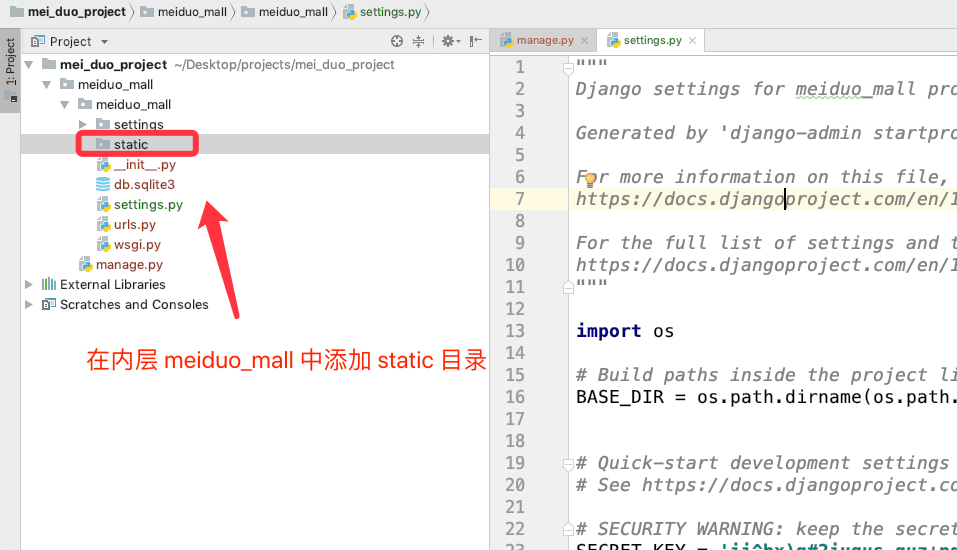 mei_duo_project meiduo_mall meiduo_mall settings.py
1: Project
Project
mei_duo_project ~/Desktop/projects/mei_duo_project
meiduo_mall
meiduo_mall
settings
static
__init__.py
db.sqlite3
settings.py
urls.py
wsgi.py
manage.py
External Libraries
Scratches and Consoles
在内层 meiduo_mall 中添加 static 目录
manage.py settings.py
1 """
2 Django settings for meiduo_mall pro
3
4 Generated by 'django-admin startpro
5
6 For more information on this file,
7 https://docs.djangoproject.com/en/1
8
9 For the full list of settings and t
10 https://docs.djangoproject.com/en/1
11 """
12
13 import os
14
15 # Build paths inside the project li
16 BASE_DIR = os.path.dirname(os.path.
17
18
19 # Quick-start development settings
20 # See https://docs.djangoproject.co
21
22 # SECURITY WARNING: keep the secret
23 SECRET_KEY =